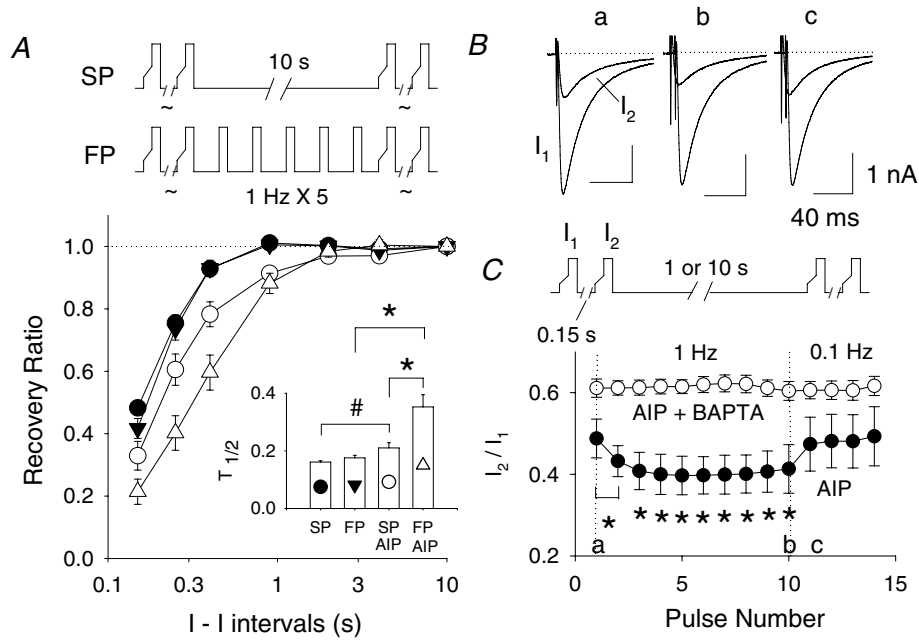 A
SP
10 s
~
~
FP
~
1 Hz X 5
~
Recovery Ratio
1.0
0.8
0.6
0.4
0.2
0.0
0.1
0.3
1
3
10
I - I intervals (s)
T 1/2
0.4
0.2
0.0
#
*
*
SP
FP
SP AIP
FP AIP
B
a
b
c
I2
I1
1 nA
40 ms
C
I1
I2
1 or 10 s
0.15 s
1 Hz
0.1 Hz
I2 / I1
0.6
0.4
0.2
AIP + BAPTA
AIP
* * * * * * * * *
a
b
c
0
5
10
15
Pulse Number